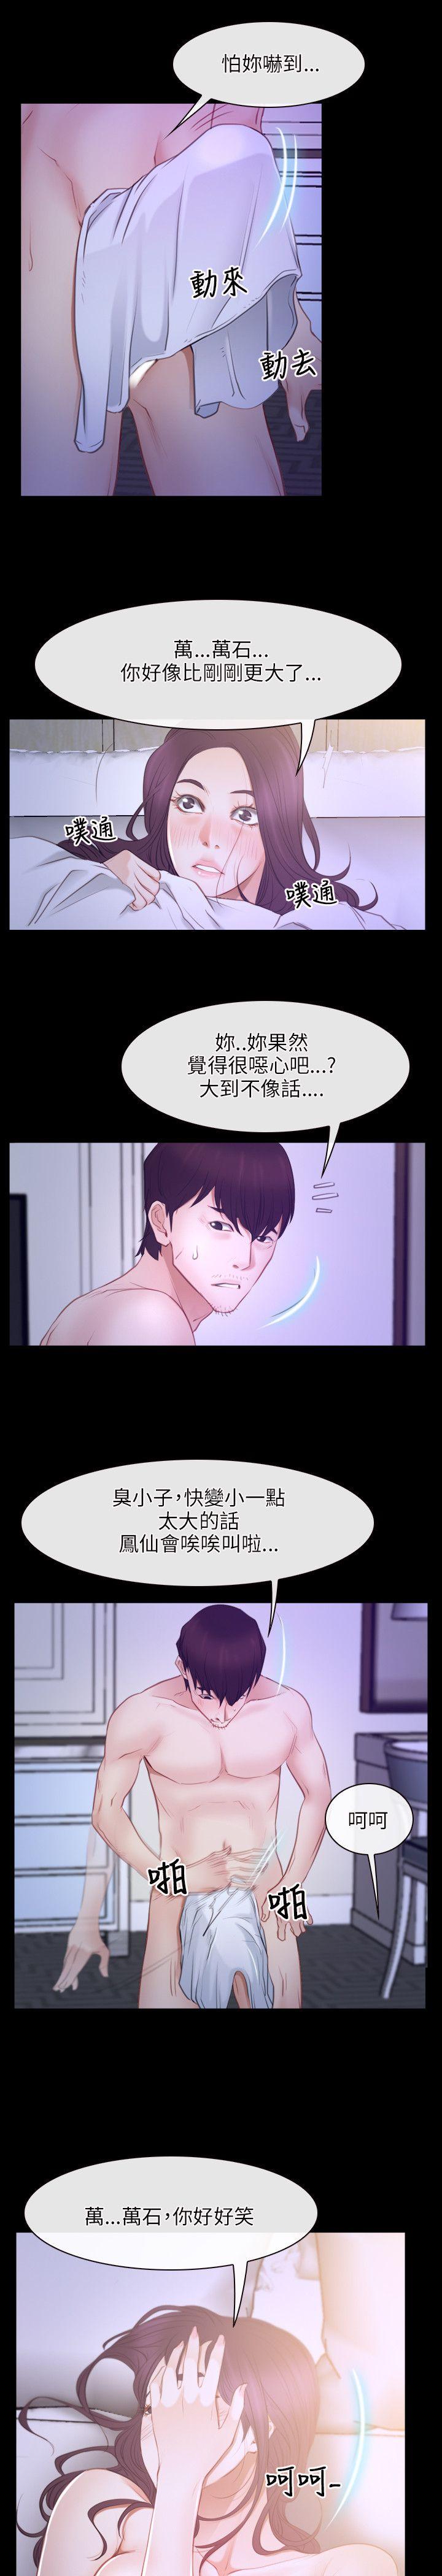 怕妳嚇到...
動來
動去
萬...萬石...
你好像比剛剛更大了...
噗通
噗通
妳..妳果然
覺得很噁心吧...?
大到不像話....
臭小子,快變小一點
太大的話
鳳仙會唉唉叫啦...
呵呵
啪
啪
萬...萬石,你好好笑
呵呵~